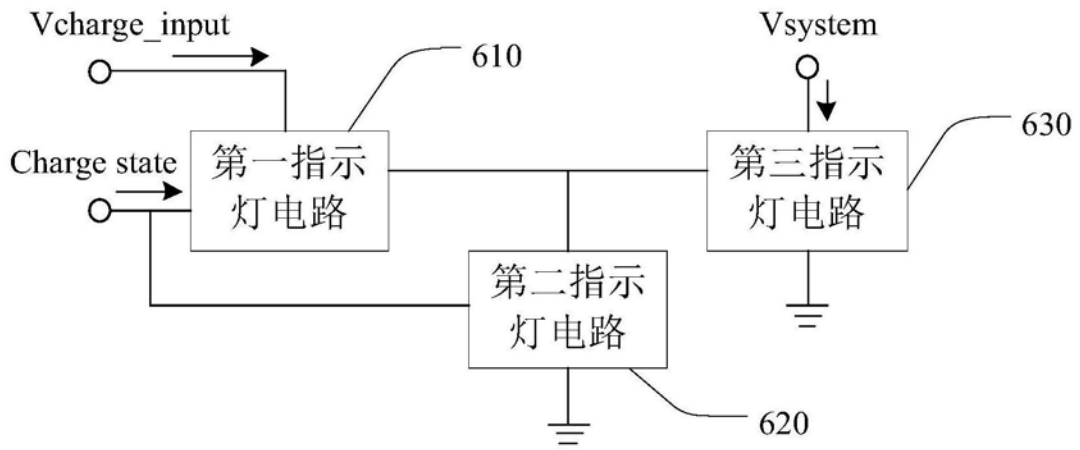 Vcharge_input
610
Vsystem
630
Charge state
第一指示
灯电路
第三指示
灯电路
第二指示
灯电路
620